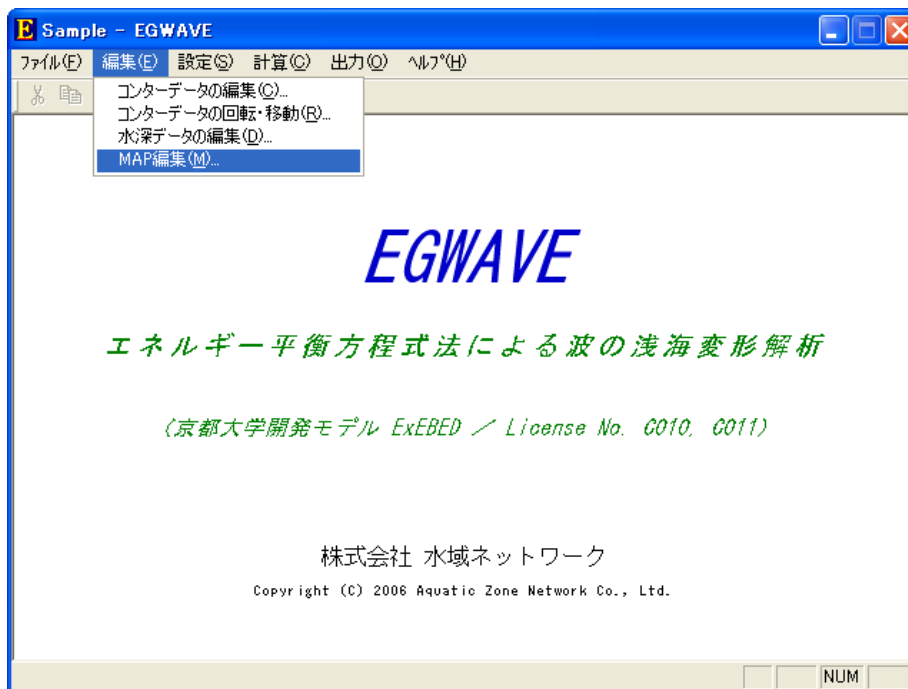 Sample - EGWAVE
ファイル(F) 編集(E) 設定(S) 計算(C) 出力(O) ヘルプ(H)
コンターデータの編集(C)...
コンターデータの回転・移動(R)...
水深データの編集(D)...
MAP編集(M)...
EGWAVE
エネルギー平衡方程式法による波の浅海変形解析
(京都大学開発モデル ExEBED ／ License No. C010, C011)
株式会社 水域ネットワーク
Copyright (C) 2006 Aquatic Zone Network Co., Ltd.
NUM